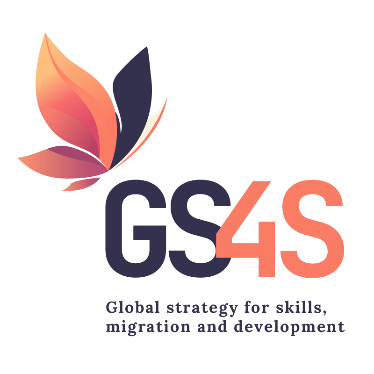 GS4S
Global strategy for skills,
migration and development